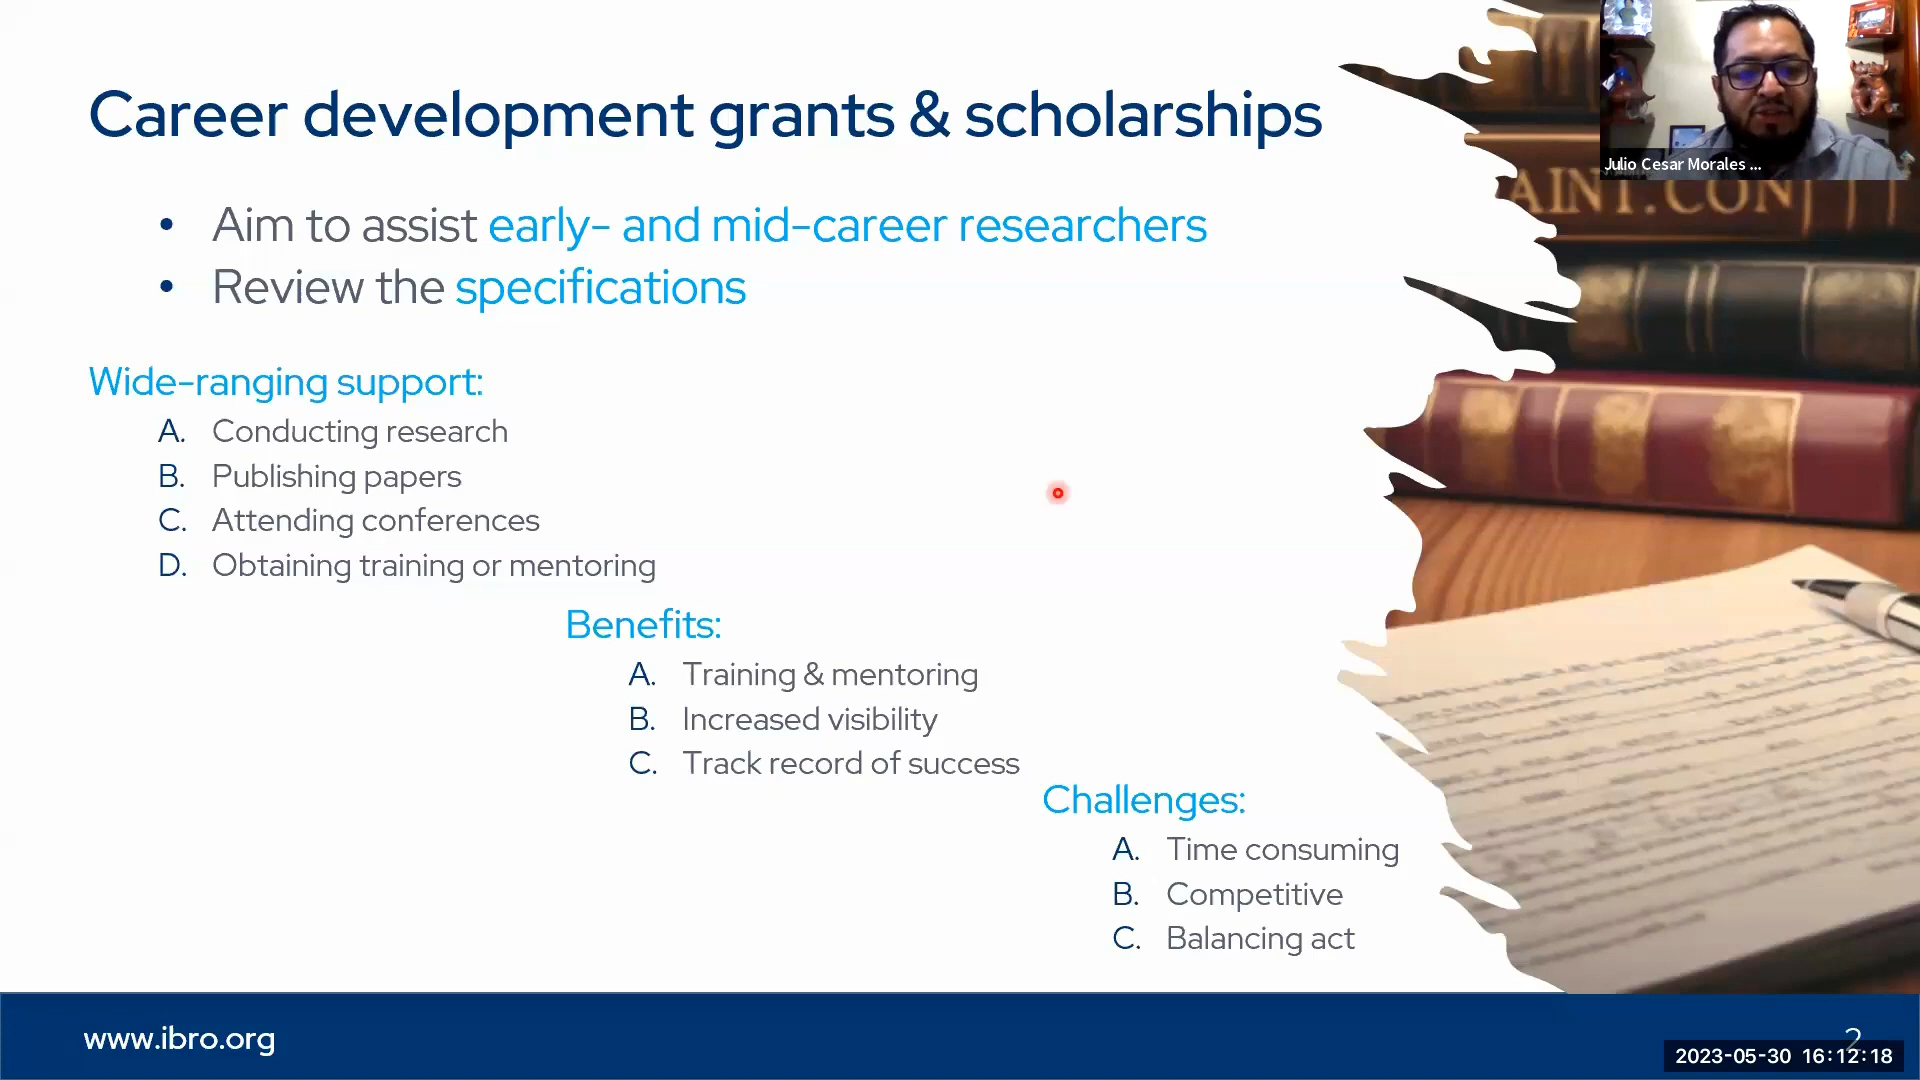 Career development grants & scholarships
• Aim to assist early- and mid-career researchers
• Review the specifications
Wide-ranging support:
A. Conducting research
B. Publishing papers
C. Attending conferences
D. Obtaining training or mentoring
Benefits:
A. Training & mentoring
B. Increased visibility
C. Track record of success
Challenges:
A. Time consuming
B. Competitive
C. Balancing act
Julio Cesar Morales ...
AINT.CON
www.ibro.org
2
2023-05-30 16:12:18